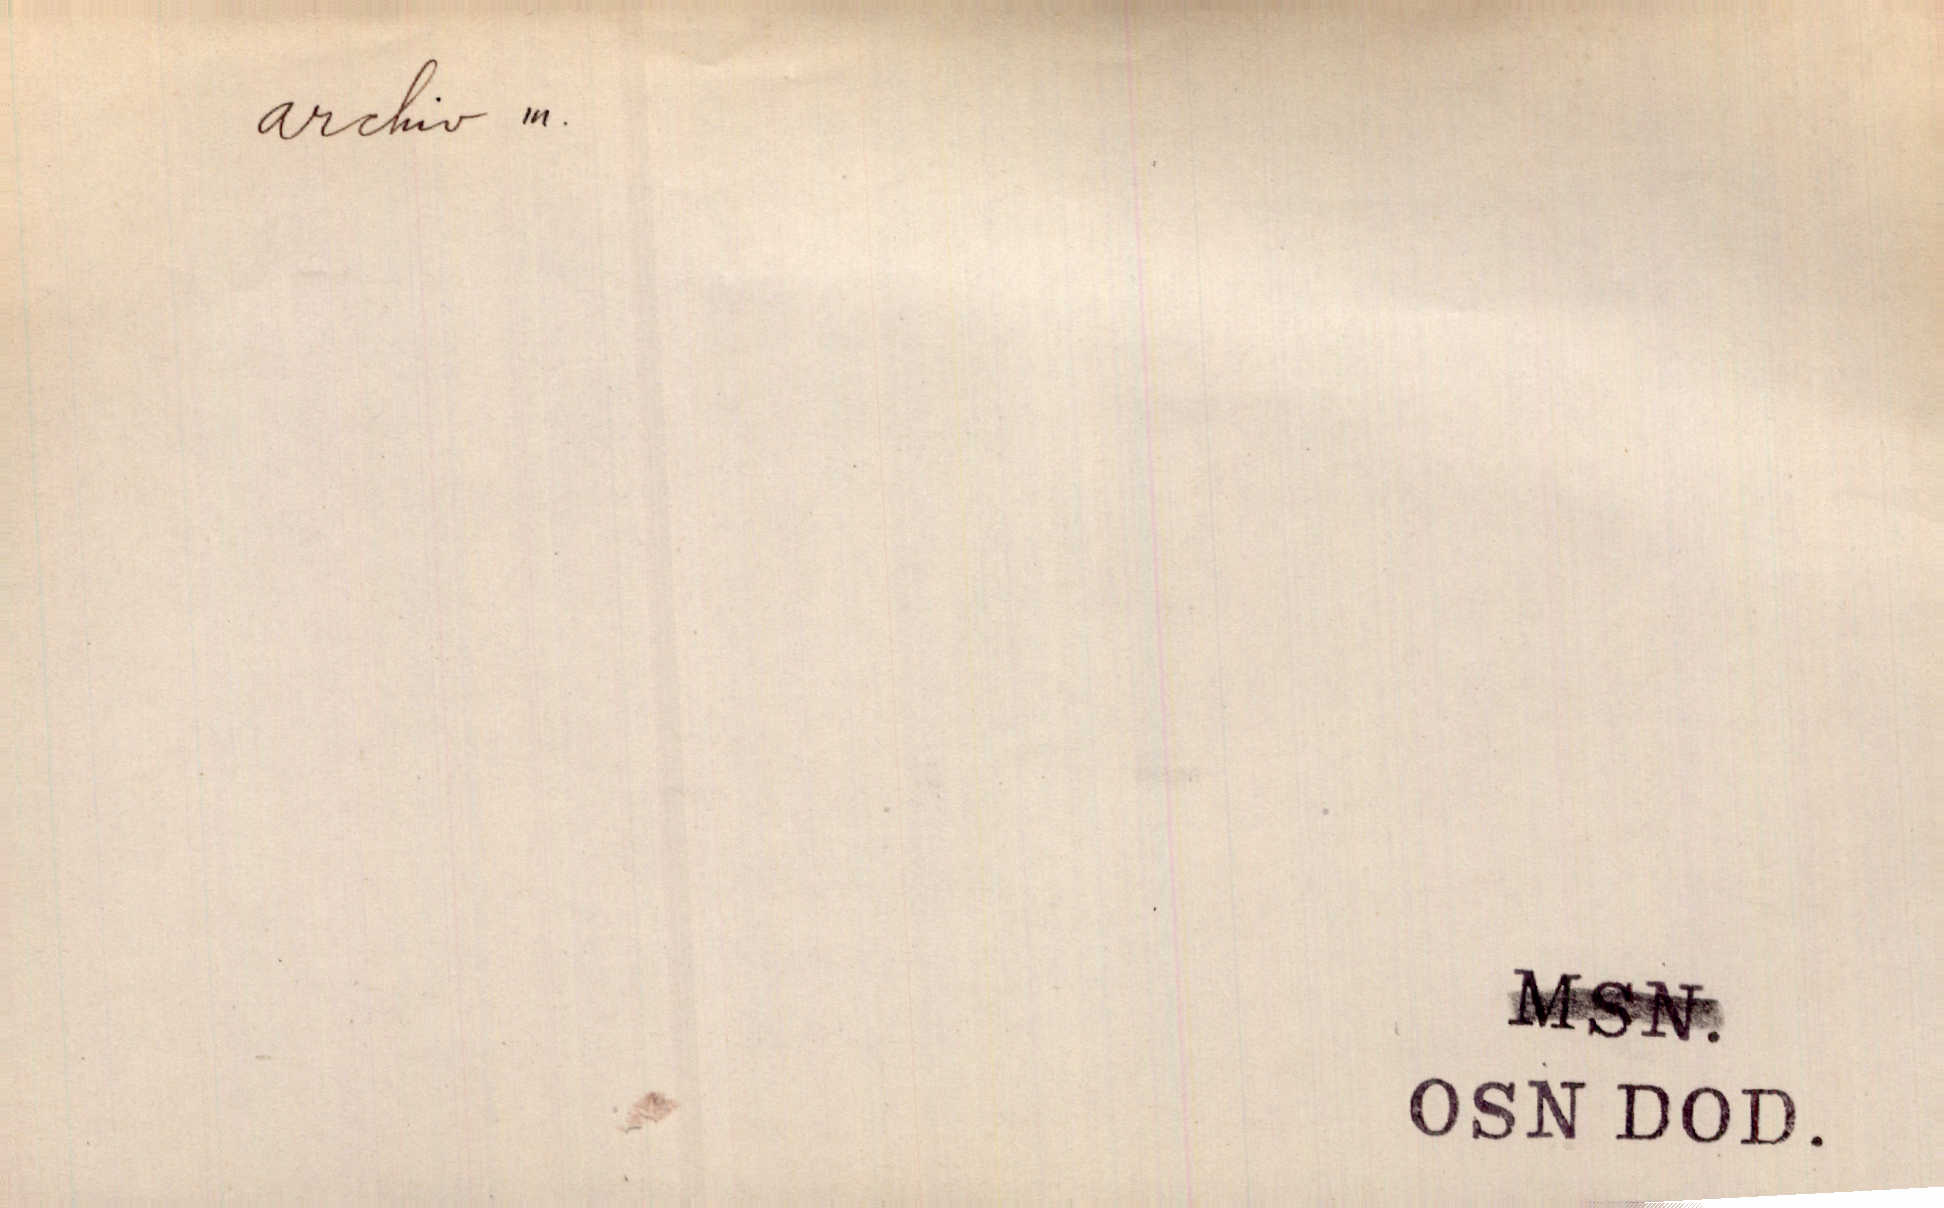 archiv m.
MSN.
OSN DOD.